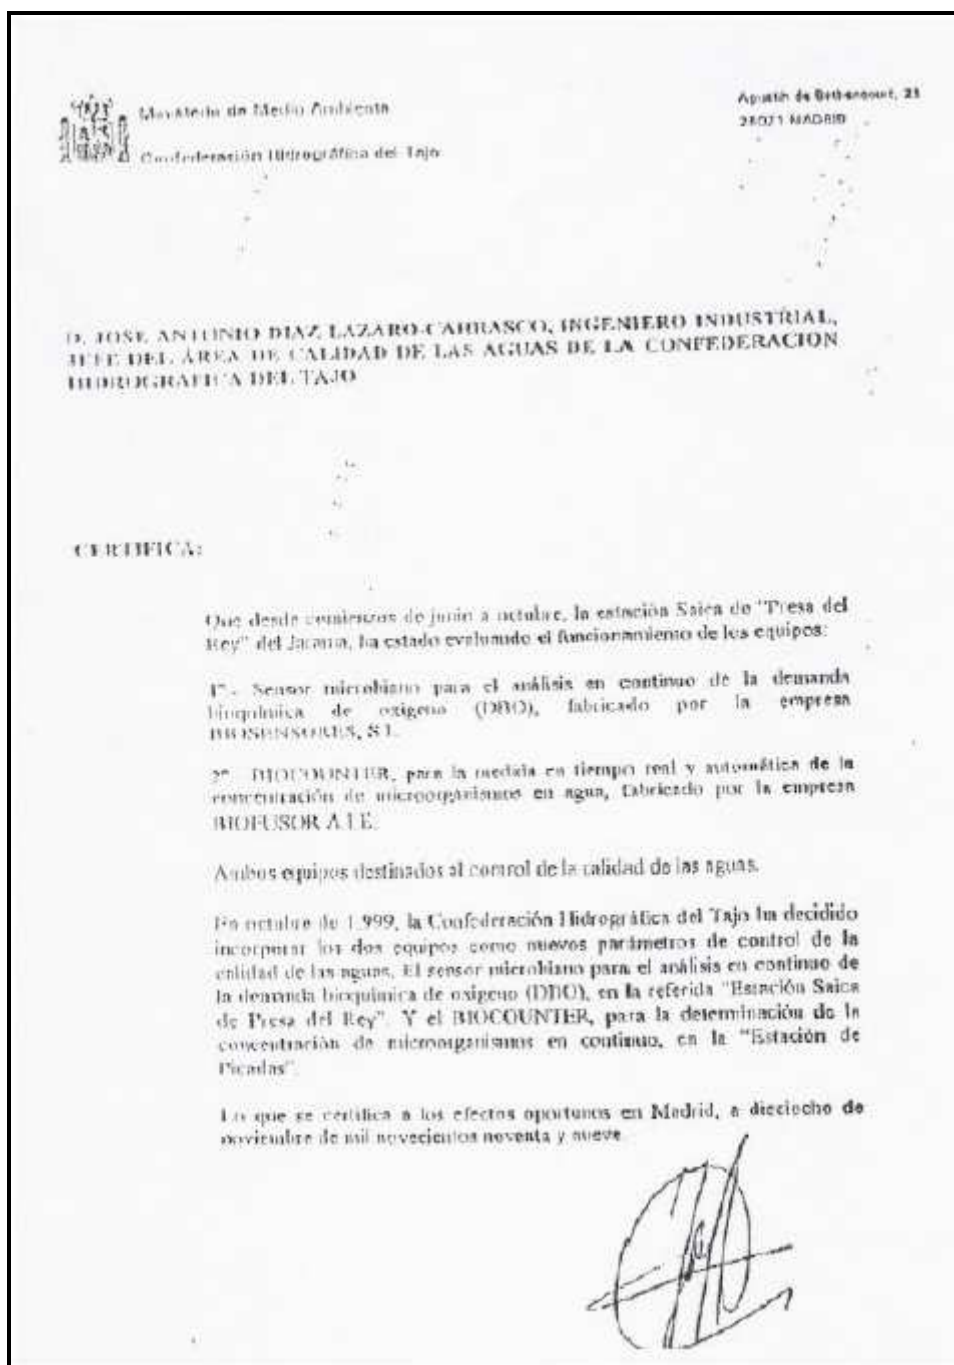 Ministerio de Medio Ambiente
Confederación Hidrográfica del Tajo
Agustín de Bethencourt, 25
28071 MADRID
D. JOSE ANTONIO DIAZ LAZARO-CARRASCO, INGENIERO INDUSTRIAL,
JEFE DEL ÁREA DE CALIDAD DE LAS AGUAS DE LA CONFEDERACION
HIDROGRAFICA DEL TAJO
CERTIFICA:
Que desde comienzos de junio a octubre, la estación Saica de "Presa del
Rey" del Jarama, ha estado evaluando el funcionamiento de los equipos:
1º.- Sensor microbiano para el análisis en continuo de la demanda
bioquímica de oxigeno (DBO), fabricado por la empresa
BIOSENSORES, S.L.
2º.- BIOCOUNTER, para la medida en tiempo real y automática de la
concentración de microorganismos en agua, fabricado por la empresa
BIOFUSOR A.I.E.
Ambos equipos destinados al control de la calidad de las aguas.
En octubre de 1.999, la Confederación Hidrográfica del Tajo ha decidido
incorporar los dos equipos como nuevos parámetros de control de la
calidad de las aguas. El sensor microbiano para el análisis en continuo de
la demanda bioquímica de oxigeno (DBO), en la referida "Estación Saica
de Presa del Rey". Y el BIOCOUNTER, para la determinación de la
concentración de microorganismos en continuo, en la "Estación de
Picadas".
Lo que se certifica a los efectos oportunos en Madrid, a dieciocho de
noviembre de mil novecientos noventa y nueve.